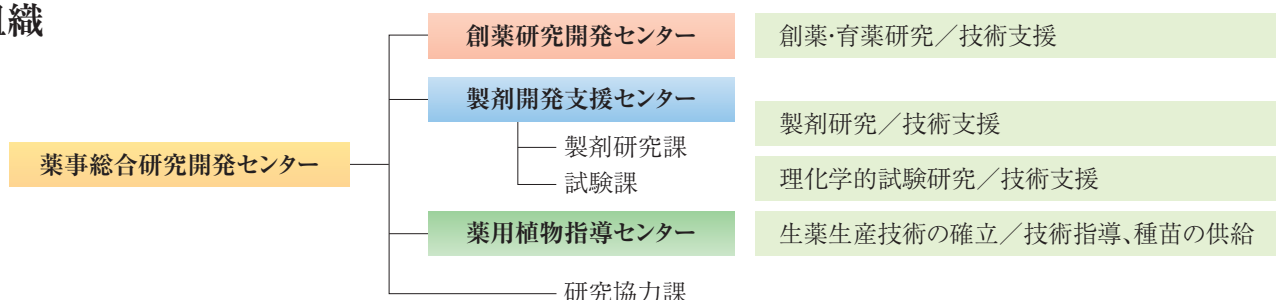 組織
創薬研究開発センター
創薬・育薬研究／技術支援
製剤開発支援センター
製剤研究課
製剤研究／技術支援
薬事総合研究開発センター
試験課
理化学的試験研究／技術支援
薬用植物指導センター
生薬生産技術の確立／技術指導、種苗の供給
研究協力課